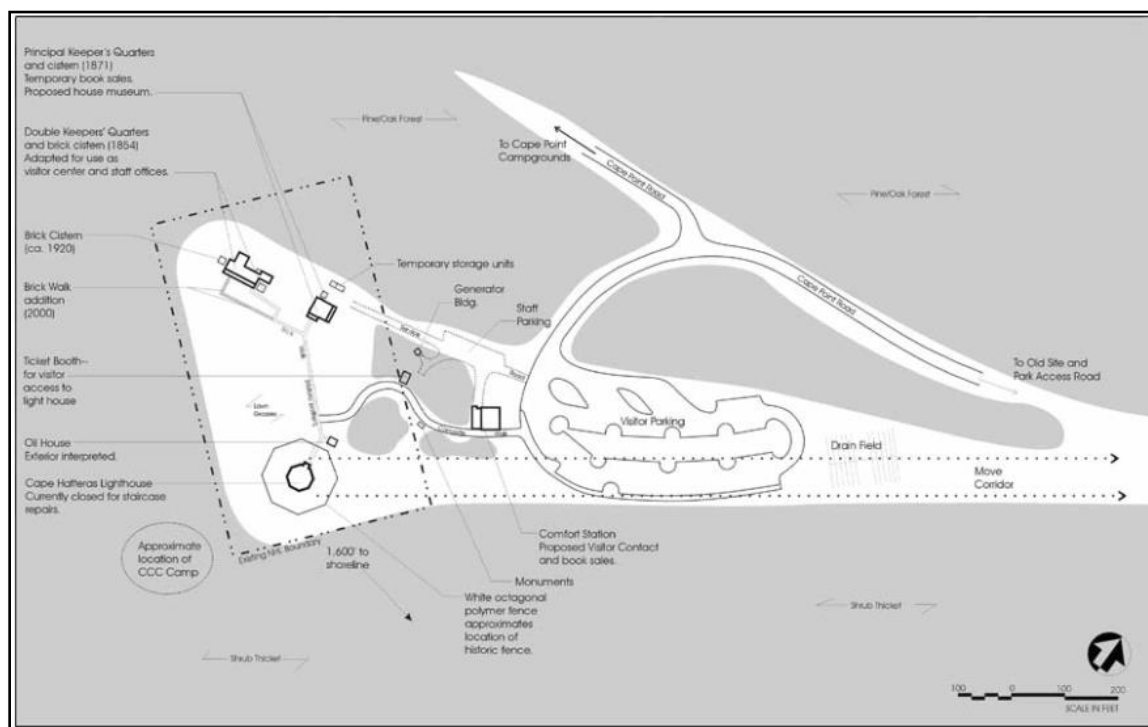 Principal Keeper's Quarters
and cistern (1871)
Temporary book sales.
Proposed house museum.
Pine/Oak Forest
To Cape Point
Campgrounds
Cape Point Road
Pine/Oak Forest
Double Keepers' Quarters
and brick cistern (1854)
Adapted for use as
visitor center and staff offices.
Brick Cistern
(ca. 1920)
Temporary storage units
Brick Walk
addition
(2000)
Generator
Bldg.
Staff
Parking
Cape Point Road
Service
Road
Brick
Walk
Ticket Booth--
for visitor
access to
light house
To Old Site and
Park Access Road
Lawn
Grasses
Visitor Parking
Walk
Oil House
Exterior interpreted.
Drain Field
Cape Hatteras Lighthouse
Currently closed for staircase
repairs.
Move
Corridor
Approximate
location of
CCC Camp
Existing NHL Boundary
1,600' to
shoreline
Comfort Station
Proposed Visitor Contact
and book sales.
Monuments
White octagonal
polymer fence
approximates
location of
historic fence.
Shrub Thicket
Shrub Thicket
100 0 100 200
SCALE IN FEET